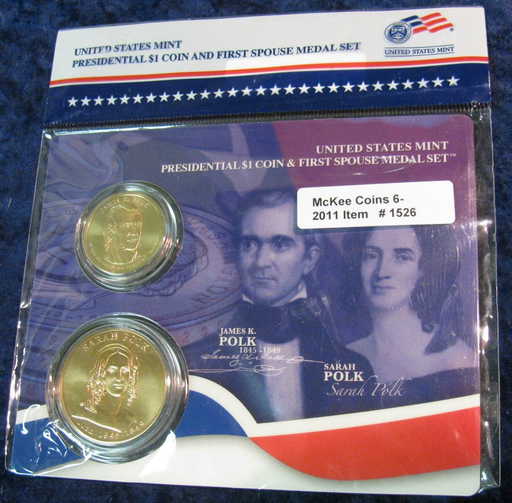 UNITED STATES MINT
PRESIDENTIAL $1 COIN AND FIRST SPOUSE MEDAL SET
UNITED STATES MINT
UNITED STATES MINT
PRESIDENTIAL $1 COIN & FIRST SPOUSE MEDAL SET™
McKee Coins 6-
2011 Item # 1526
JAMES K.
POLK
1845-1849
SARAH
POLK
Sarah Polk
SARAH POLK